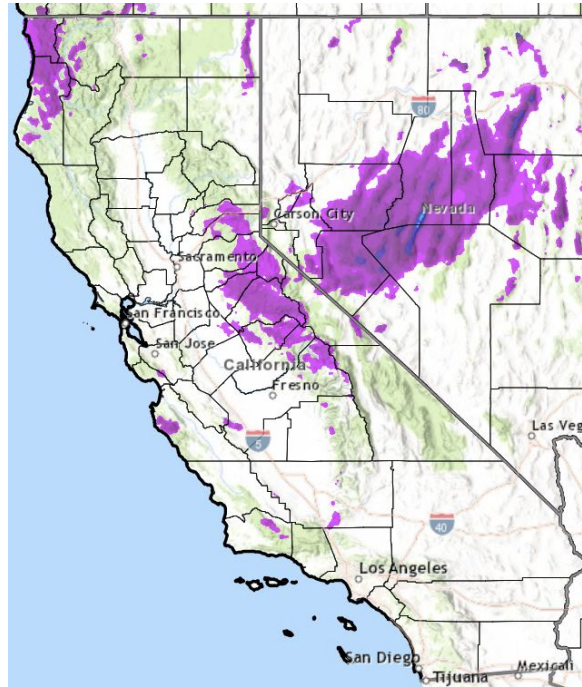 80
Nevada
Carson City
Sacramento
San Francisco
San Jose
California
Fresno
5
Las Veg
40
Los Angeles
San Diego
Mexicali
Tijuana